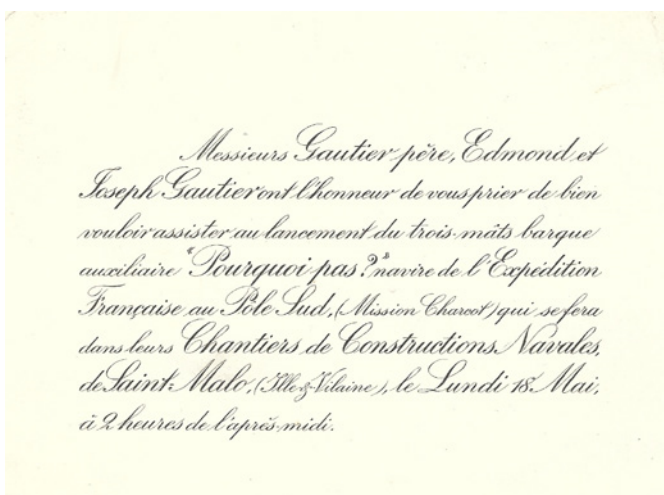 Messieurs Gautier père, Edmond et
Joseph Gautier ont l'honneur de vous prier de bien
vouloir assister au lancement du trois-mâts barque
auxiliaire "Pourquoi pas?" navire de l'Expédition
Française au Pôle Sud, (Mission Charcot) qui se fera
dans leurs Chantiers de Constructions Navales,
de Saint-Malo, (Ille & Vilaine), le Lundi 18 Mai,
à 2 heures de l'après-midi.